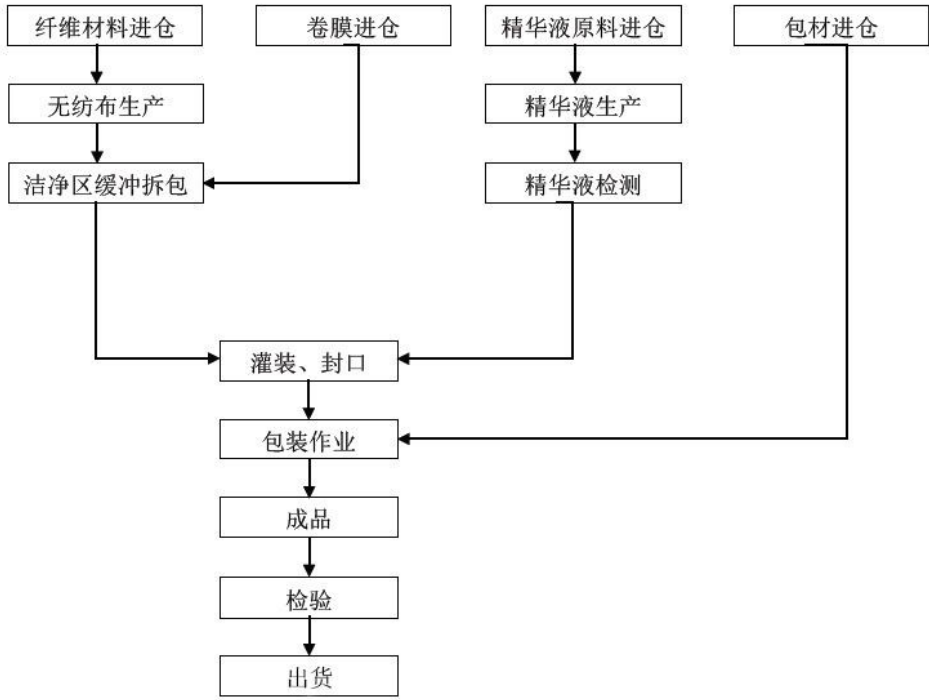 纤维材料进仓
卷膜进仓
精华液原料进仓
包材进仓
无纺布生产
精华液生产
洁净区缓冲拆包
精华液检测
灌装、封口
包装作业
成品
检验
出货